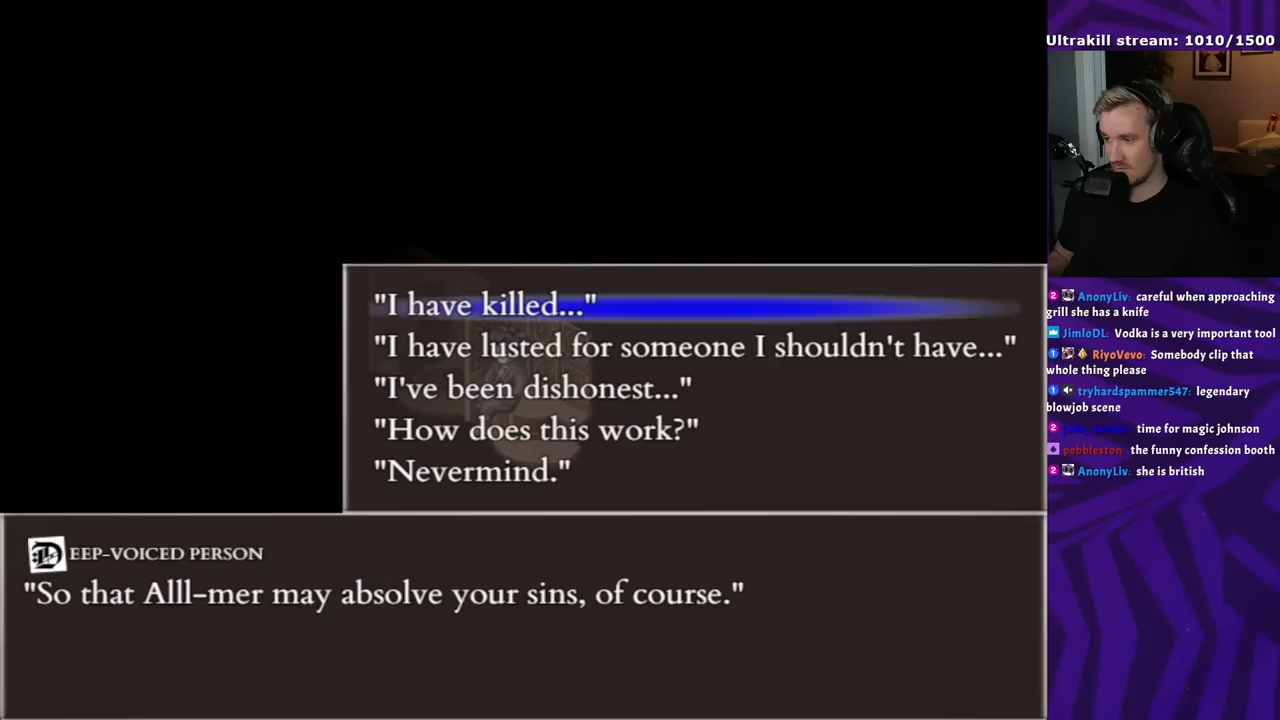 Ultrakill stream: 1010/1500
"I have killed..."
"I have lusted for someone I shouldn't have..."
"I've been dishonest..."
"How does this work?"
"Nevermind."
DEEP-VOICED PERSON
"So that Alll-mer may absolve your sins, of course."
AnonyLiv: careful when approaching
grill she has a knife
JimloDL: Vodka is a very important tool
RiyoVevo: Somebody clip that
whole thing please
tryhardspammer547: legendary
blowjob scene
time for magic johnson
pebbleston: the funny confession booth
AnonyLiv: she is british